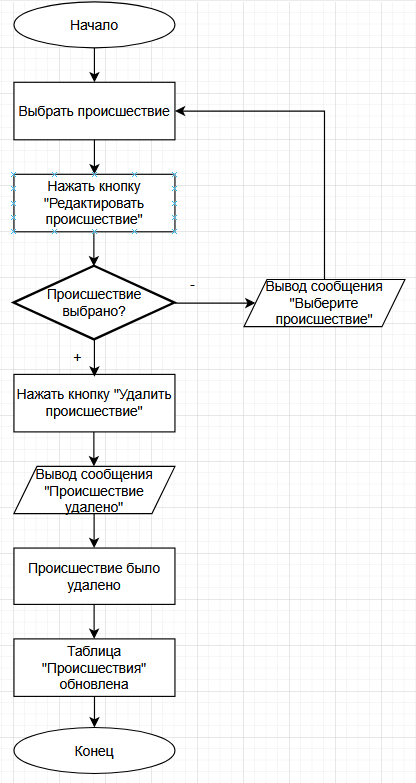 Начало
Выбрать происшествие
Нажать кнопку
"Редактировать
происшествие"
Происшествие
выбрано?
-
Вывод сообщения
"Выберите
происшествие"
+
Нажать кнопку "Удалить
происшествие"
Вывод сообщения
"Происшествие
удалено"
Происшествие было
удалено
Таблица
"Происшествия"
обновлена
Конец